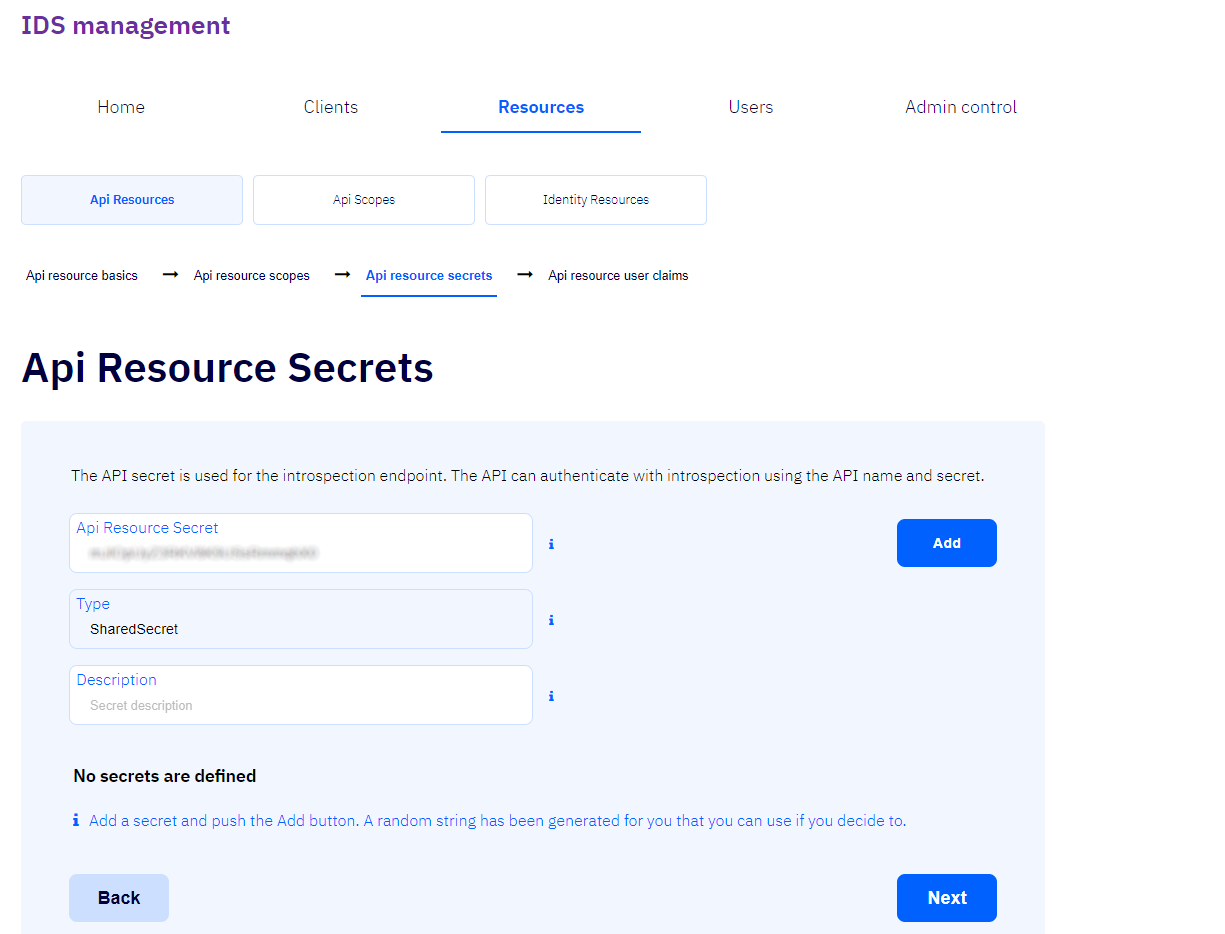 IDS management
Home Clients Resources Users Admin control
Api Resources Api Scopes Identity Resources
Api resource basics → Api resource scopes → Api resource secrets → Api resource user claims
Api Resource Secrets
The API secret is used for the introspection endpoint. The API can authenticate with introspection using the API name and secret.
Api Resource Secret
Add
Type
SharedSecret
Description
Secret description
No secrets are defined
Add a secret and push the Add button. A random string has been generated for you that you can use if you decide to.
Back Next